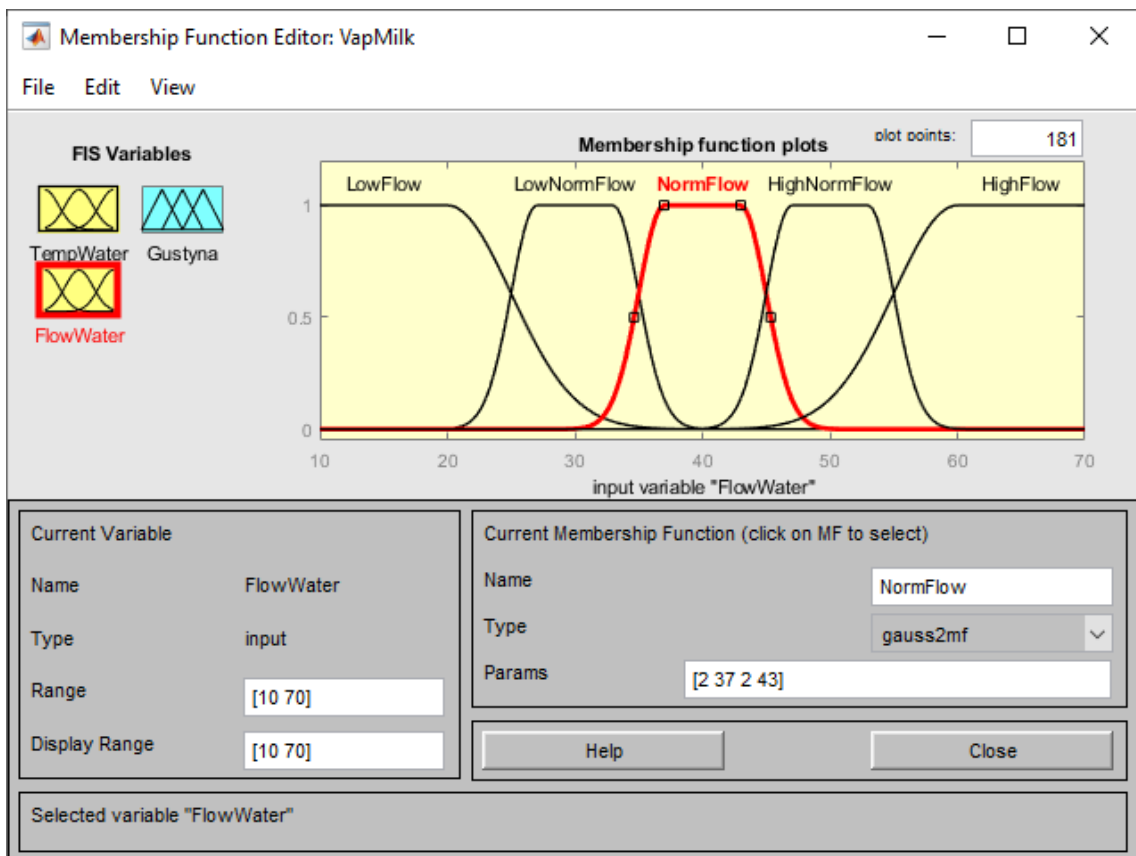 Membership Function Editor: VapMilk
File Edit View
FIS Variables
Membership function plots
plot points: 181
TempWater Gustyna
FlowWater
LowFlow LowNormFlow NormFlow HighNormFlow HighFlow
1
0.5
0
10 20 30 40 50 60 70
input variable "FlowWater"
Current Variable
Name FlowWater
Type input
Range [10 70]
Display Range [10 70]
Current Membership Function (click on MF to select)
Name NormFlow
Type gauss2mf
Params [2 37 2 43]
Help Close
Selected variable "FlowWater"